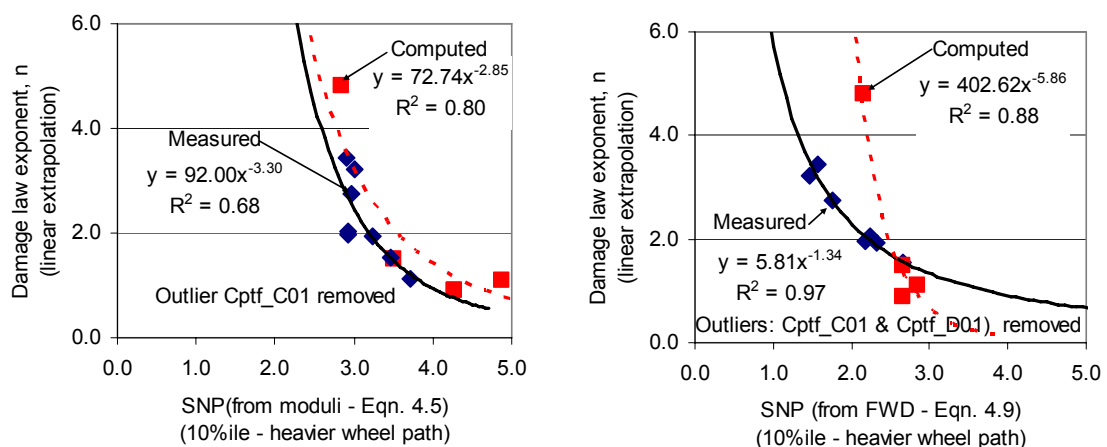 Damage law exponent, n
(linear extrapolation)
6.0
4.0
2.0
0.0
Computed
y = 72.74x-2.85
R2 = 0.80
Measured
y = 92.00x-3.30
R2 = 0.68
Outlier Cptf_C01 removed
0.0 1.0 2.0 3.0 4.0 5.0
SNP(from moduli - Eqn. 4.5)
(10%ile - heavier wheel path)
Damage law exponent, n
(linear extrapolation)
6.0
4.0
2.0
0.0
Computed
y = 402.62x-5.86
R2 = 0.88
Measured
y = 5.81x-1.34
R2 = 0.97
Outliers: Cptf_C01 & Cptf_D01) removed
0.0 1.0 2.0 3.0 4.0 5.0
SNP (from FWD - Eqn. 4.9)
(10%ile - heavier wheel path)